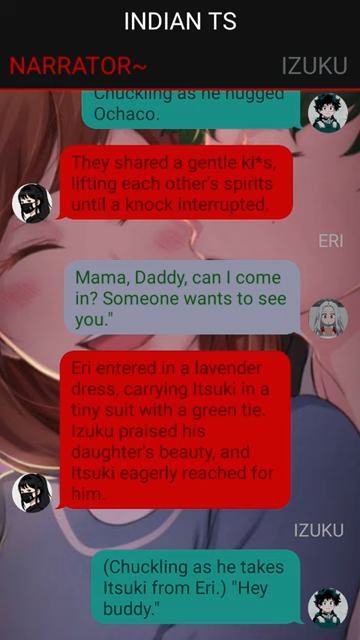 INDIAN TS
NARRATOR~ IZUKU
Chuckling as he hugged
Ochaco.
They shared a gentle ki*s,
lifting each other's spirits
until a knock interrupted.
ERI
Mama, Daddy, can I come
in? Someone wants to see
you."
Eri entered in a lavender
dress, carrying Itsuki in a
tiny suit with a green tie.
Izuku praised his
daughter's beauty, and
Itsuki eagerly reached for
him.
IZUKU
(Chuckling as he takes
Itsuki from Eri.) "Hey
buddy."